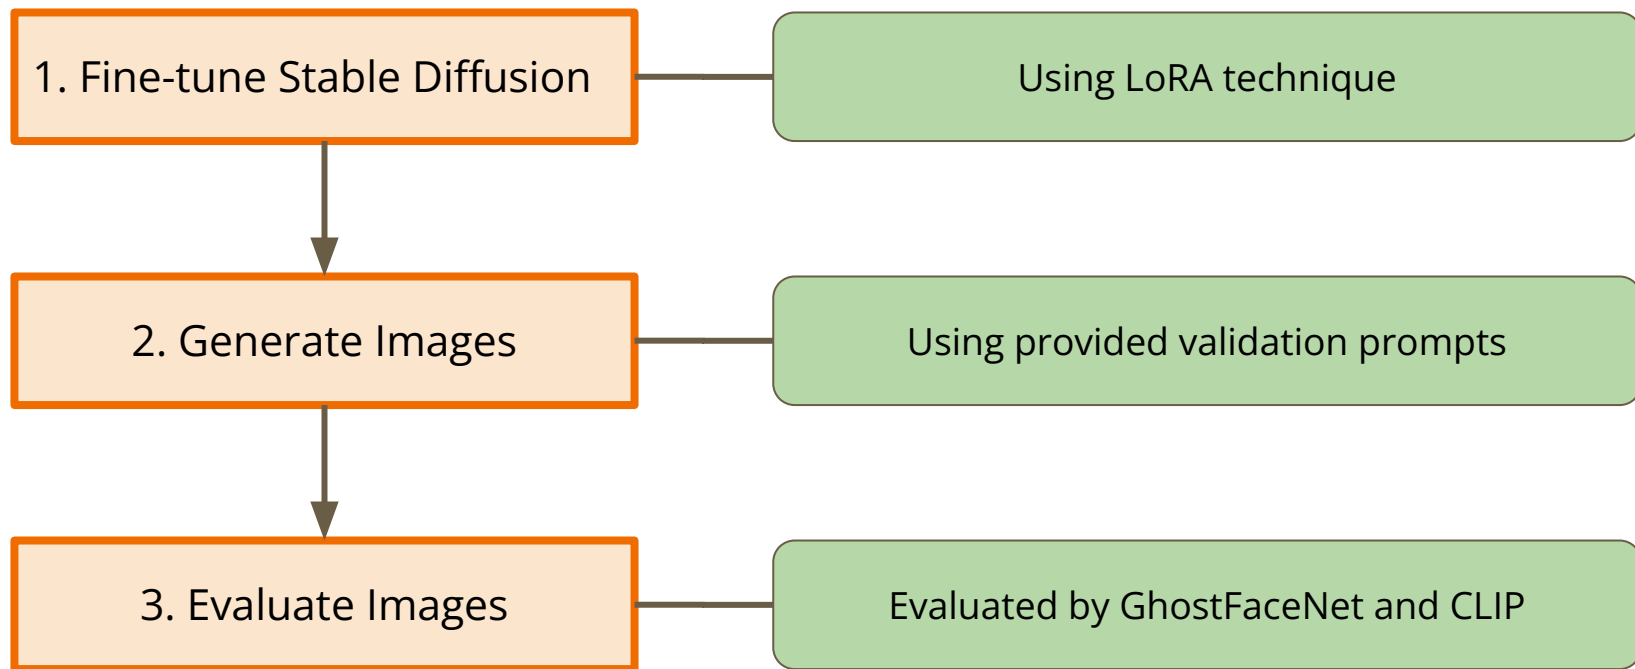 1. Fine-tune Stable Diffusion
Using LoRA technique
2. Generate Images
Using provided validation prompts
3. Evaluate Images
Evaluated by GhostFaceNet and CLIP